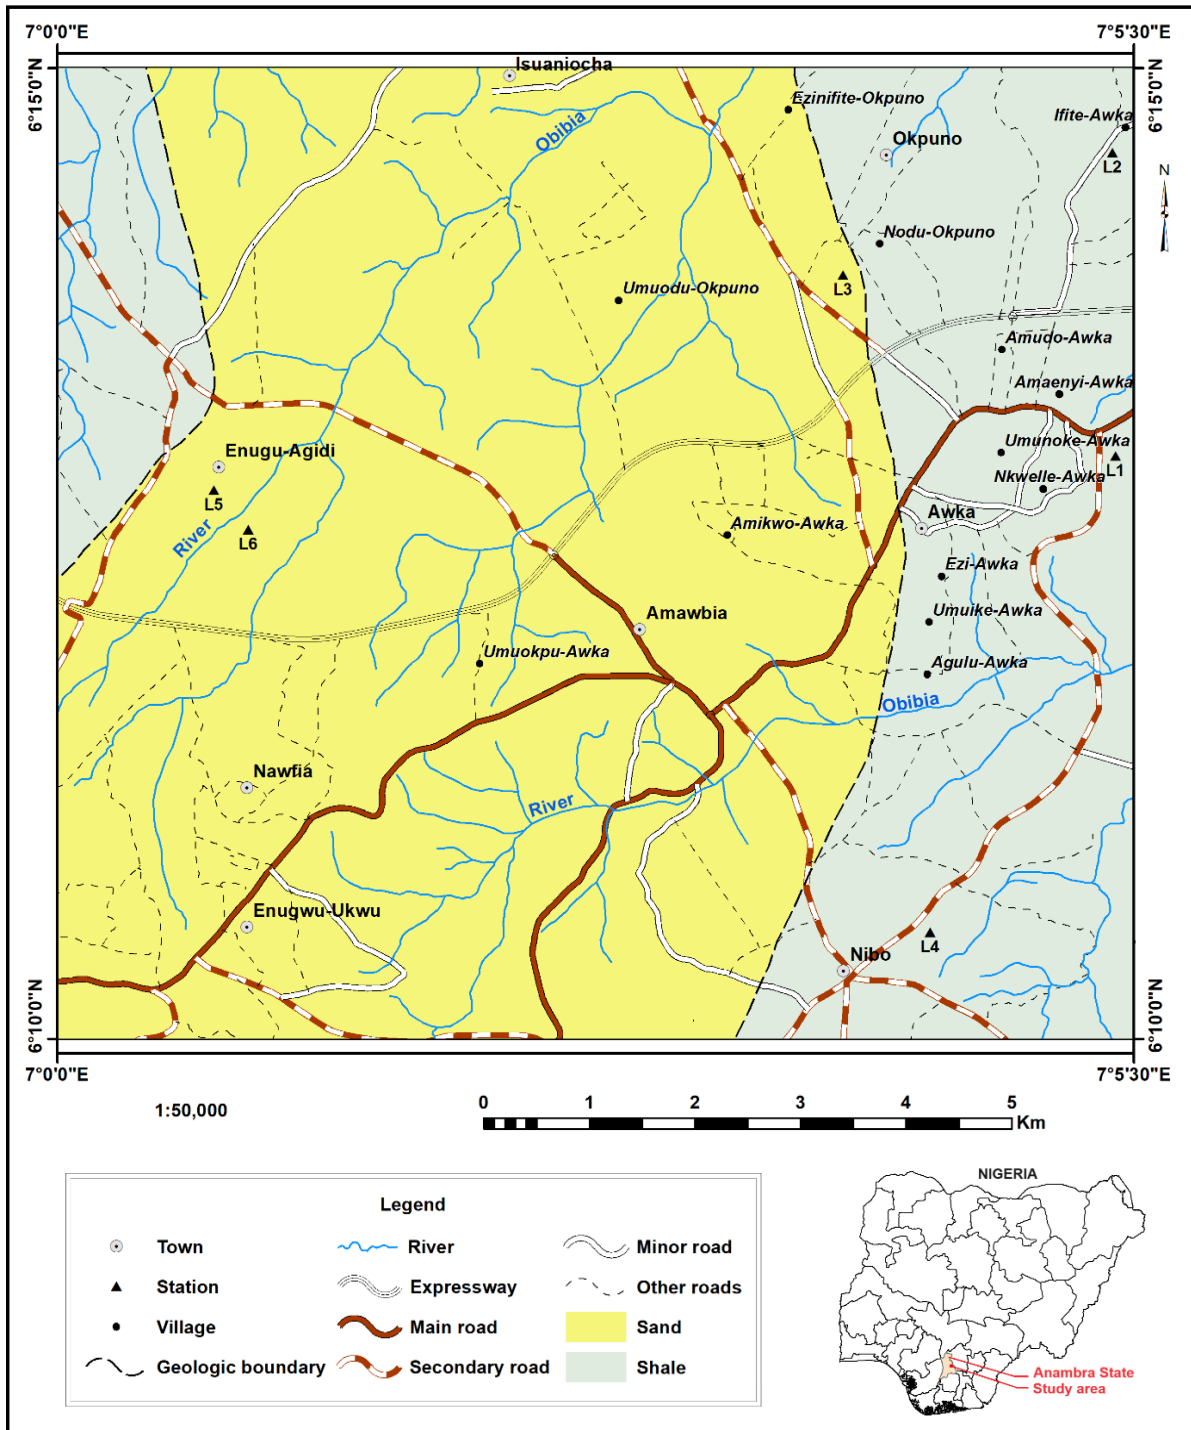 7°0'0"E
7°5'30"E
6°15'0"N
6°15'0"N
Isuaniocha
Ezinifite-Okpuno
Ifite-Awka
Obibia
Okpuno
L2
N
Nodu-Okpuno
L3
Umuodu-Okpuno
Amudo-Awka
Amaenyi-Awka
Umunoke-Awka
L1
Enugu-Agidi
Nkwelle-Awka
L5
Awka
Amikwo-Awka
River
L6
Ezi-Awka
Umuike-Awka
Amawbia
Umuokpu-Awka
Agulu-Awka
Obibia
Nawfia
River
Enugwu-Ukwu
L4
Nibo
6°10'0"N
6°10'0"N
7°0'0"E
7°5'30"E
1:50,000
0 1 2 3 4 5
Km
Legend
Town
River
Minor road
Station
Expressway
Other roads
Village
Main road
Sand
Geologic boundary
Secondary road
Shale
NIGERIA
Anambra State
Study area